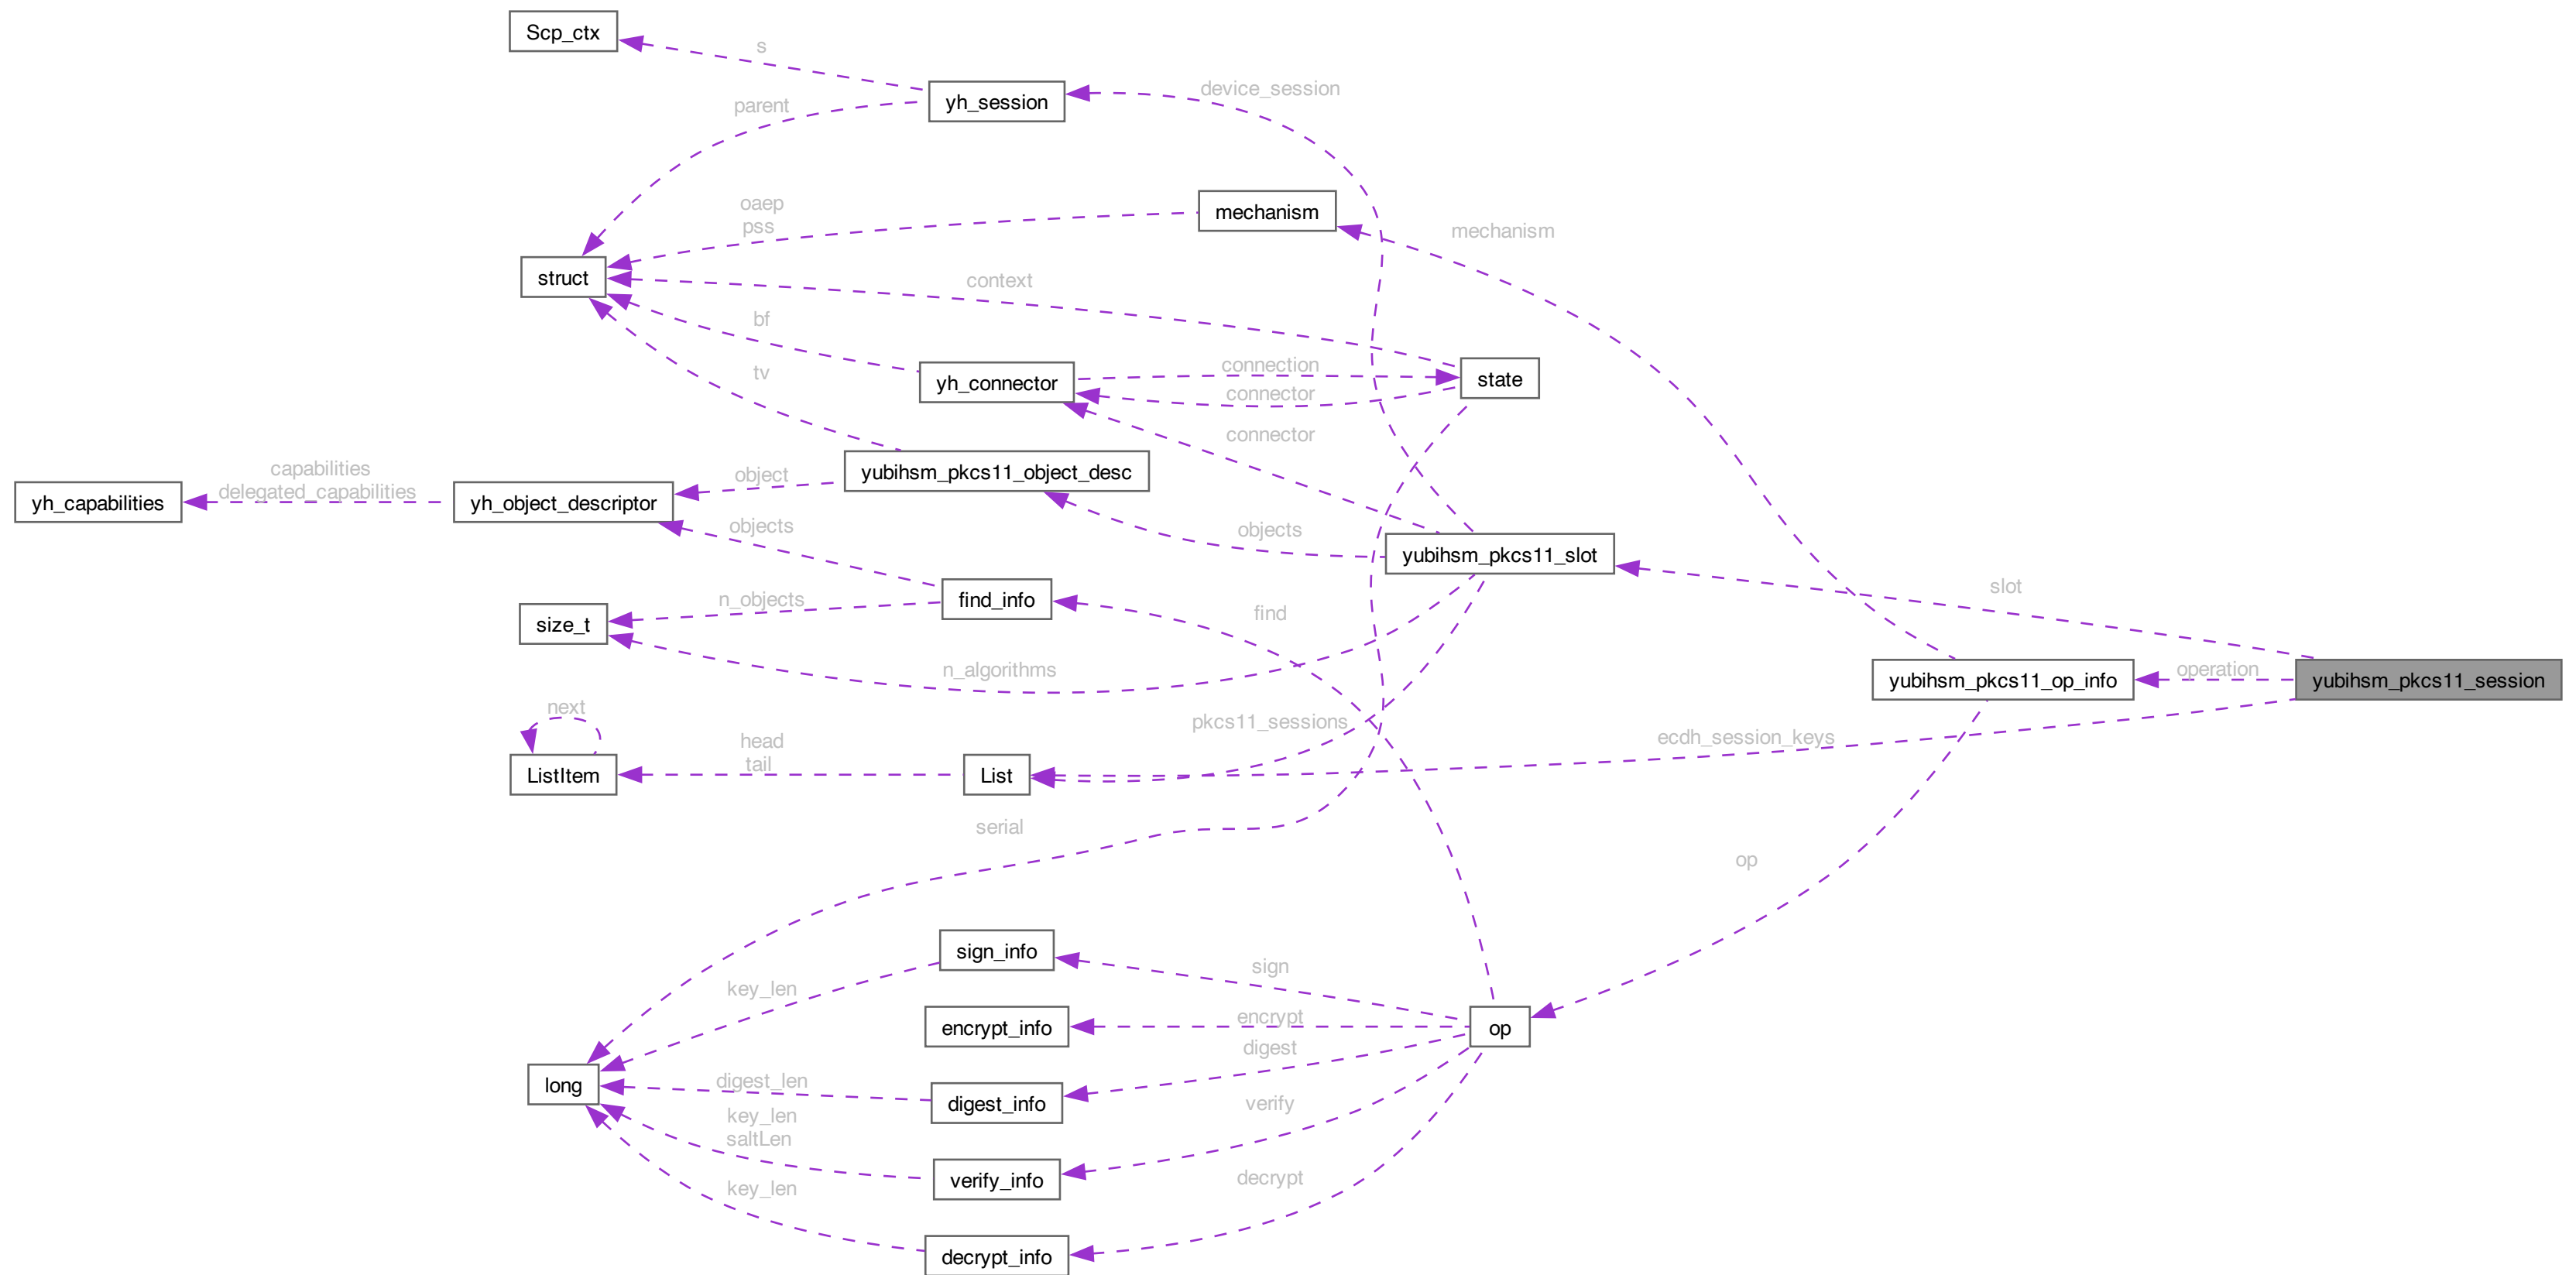 Scp_ctx
s
device_session
yh_session
parent
oaep
mechanism
pss
mechanism
struct
context
bf
connection
yh_connector
state
tv
connector
connector
capabilities
yubihsm_pkcs11_object_desc
object
delegated_capabilities
yh_capabilities
yh_object_descriptor
objects
objects
yubihsm_pkcs11_slot
slot
n_objects
find_info
find
size_t
n_algorithms
operation
yubihsm_pkcs11_op_info
yubihsm_pkcs11_session
next
pkcs11_sessions
head
ecdh_session_keys
tail
ListItem
List
serial
op
sign_info
sign
key_len
encrypt
encrypt_info
op
digest
long
digest_len
digest_info
verify
key_len
saltLen
verify_info
decrypt
key_len
decrypt_info